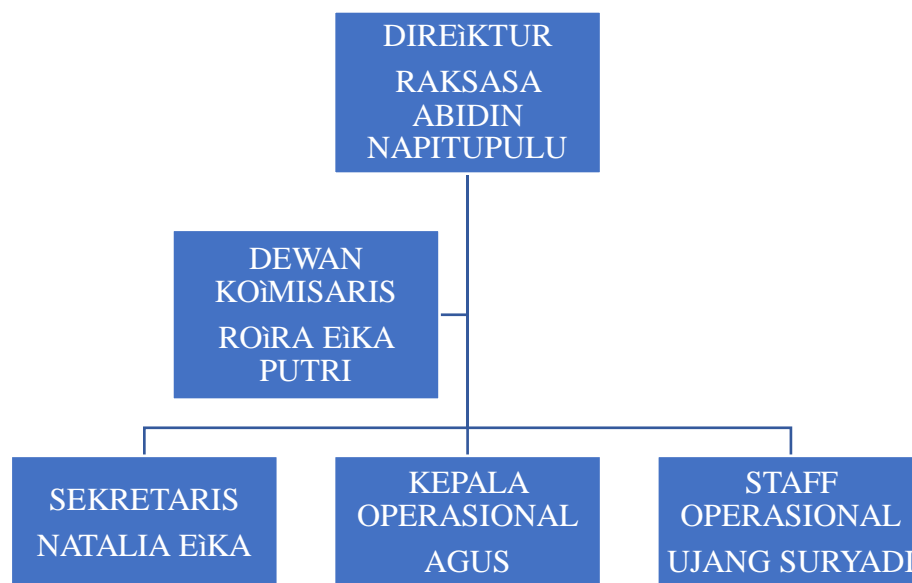 DIREìKTUR
RAKSASA
ABIDIN
NAPITUPULU
DEWAN
KOìMISARIS
ROìRA EìKA
PUTRI
SEKRETARIS
NATALIA EìKA
KEPALA
OPERASIONAL
AGUS
STAFF
OPERASIONAL
UJANG SURYADI